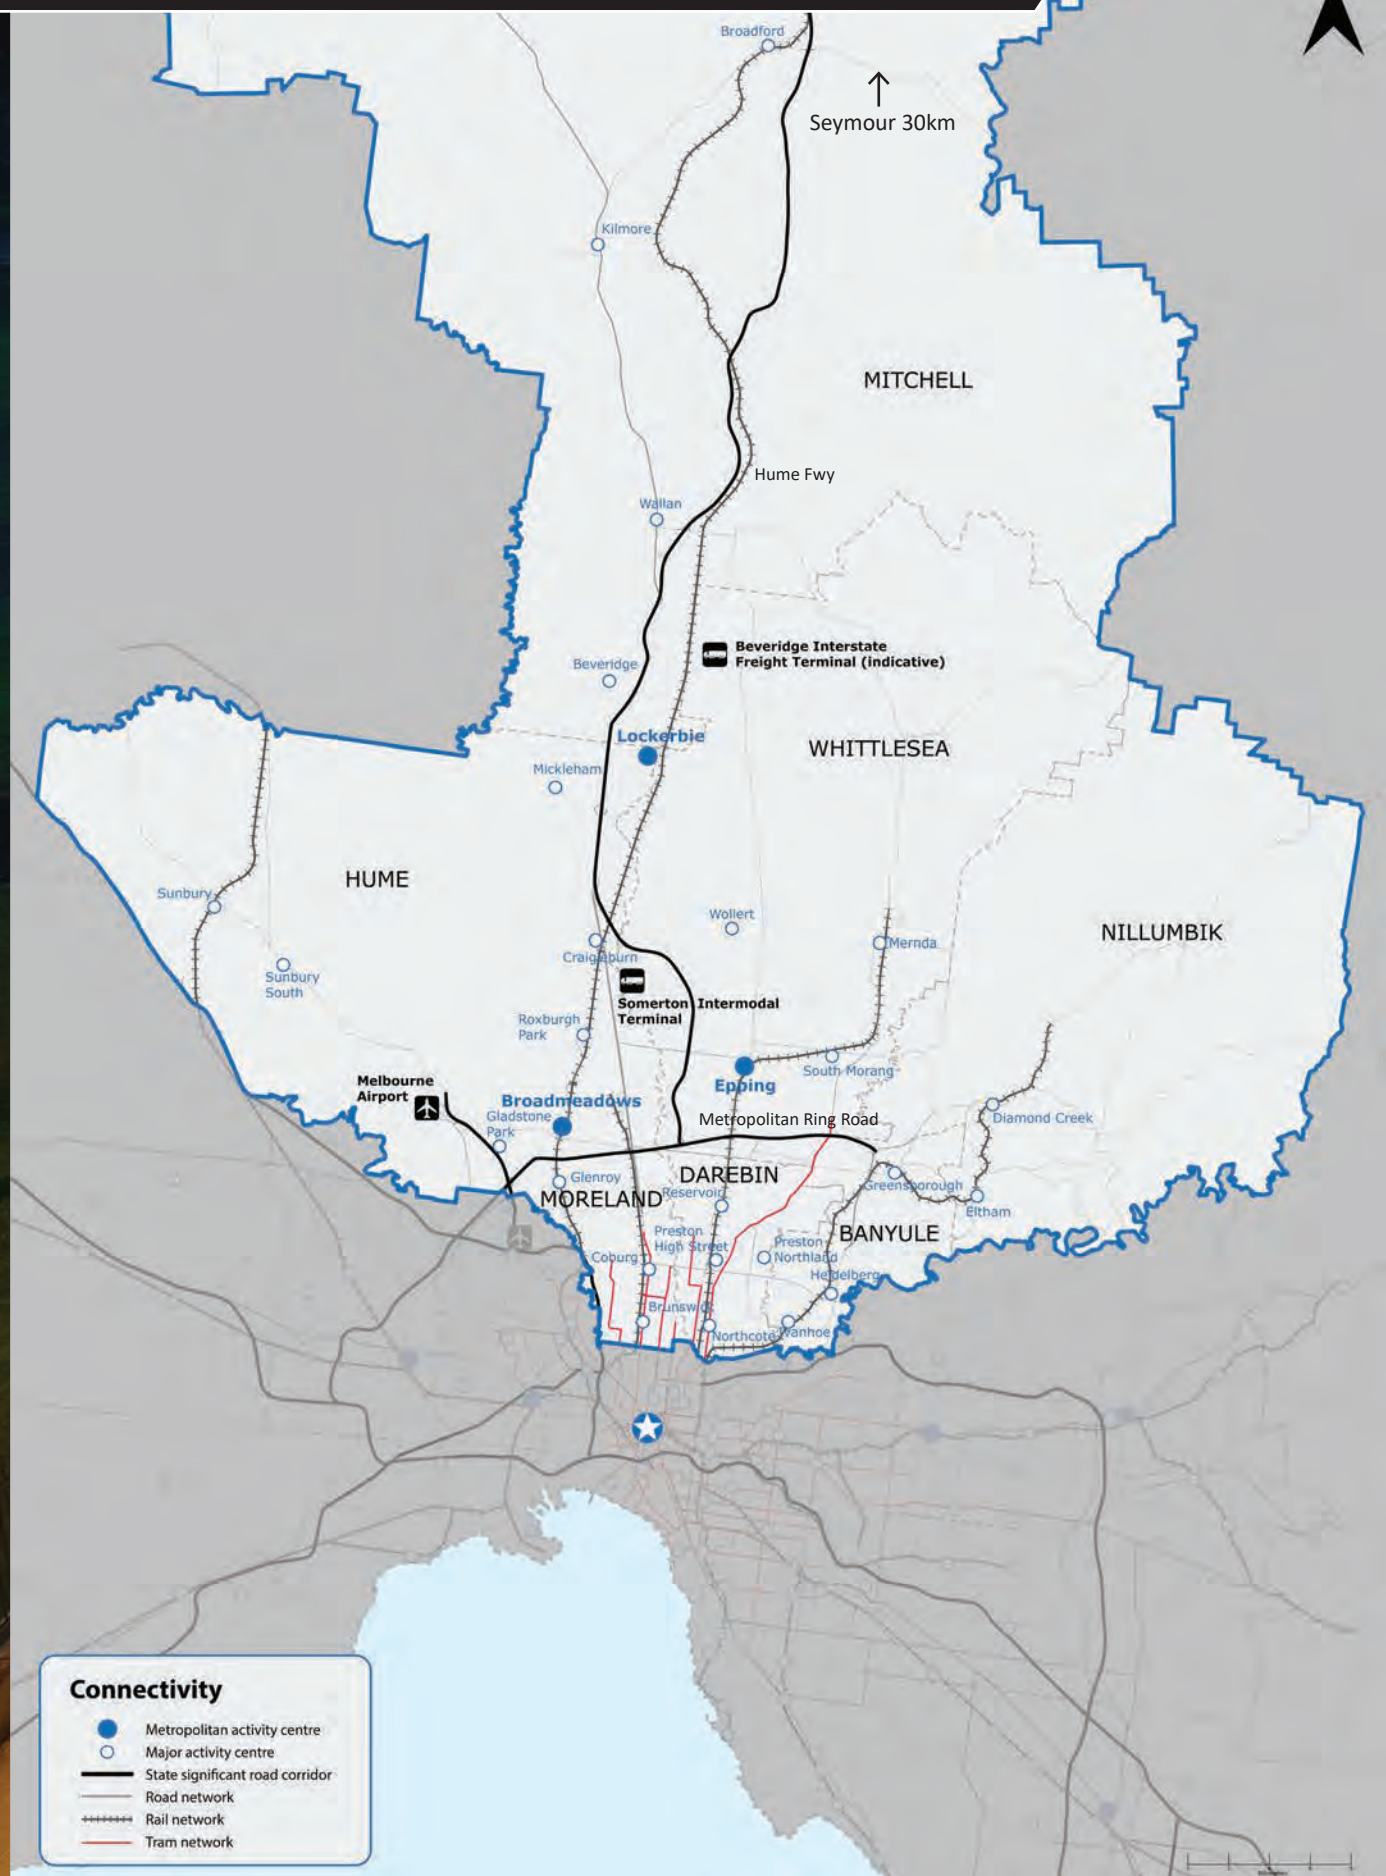 Broadford
Seymour 30km
Kilmore
MITCHELL
Hume Fwy
Wallan
Beveridge Interstate
Freight Terminal (indicative)
Beveridge
Lockerbie
WHITTLESEA
Mickleham
HUME
Sunbury
Wollert
NILLUMBIK
Mernda
Craigieburn
Sunbury
South
Somerton Intermodal
Terminal
Roxburgh
Park
South Morang
Melbourne
Airport
Epping
Broadmeadows
Gladstone
Park
Metropolitan Ring Road
Diamond Creek
Glenroy
DAREBIN
MORELAND
Reservoir
Greensborough
Eltham
Preston
High Street
Preston
Northland
BANYULE
Coburg
Heidelberg
Brunswick
Northcote
Ivanhoe
Connectivity
Metropolitan activity centre
Major activity centre
State significant road corridor
Road network
Rail network
Tram network